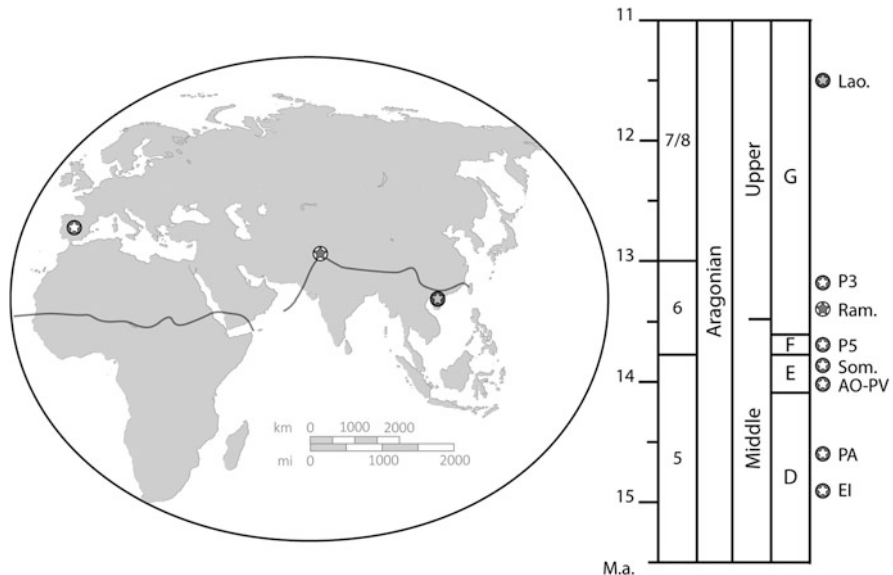 km 0 1000 2000
mi 0 1000 2000
11
12
13
14
15
M.a.
7/8
6
5
Aragonian
Upper
Middle
G
F
E
D
Lao.
P3
Ram.
P5
Som.
AO-PV
PA
EI